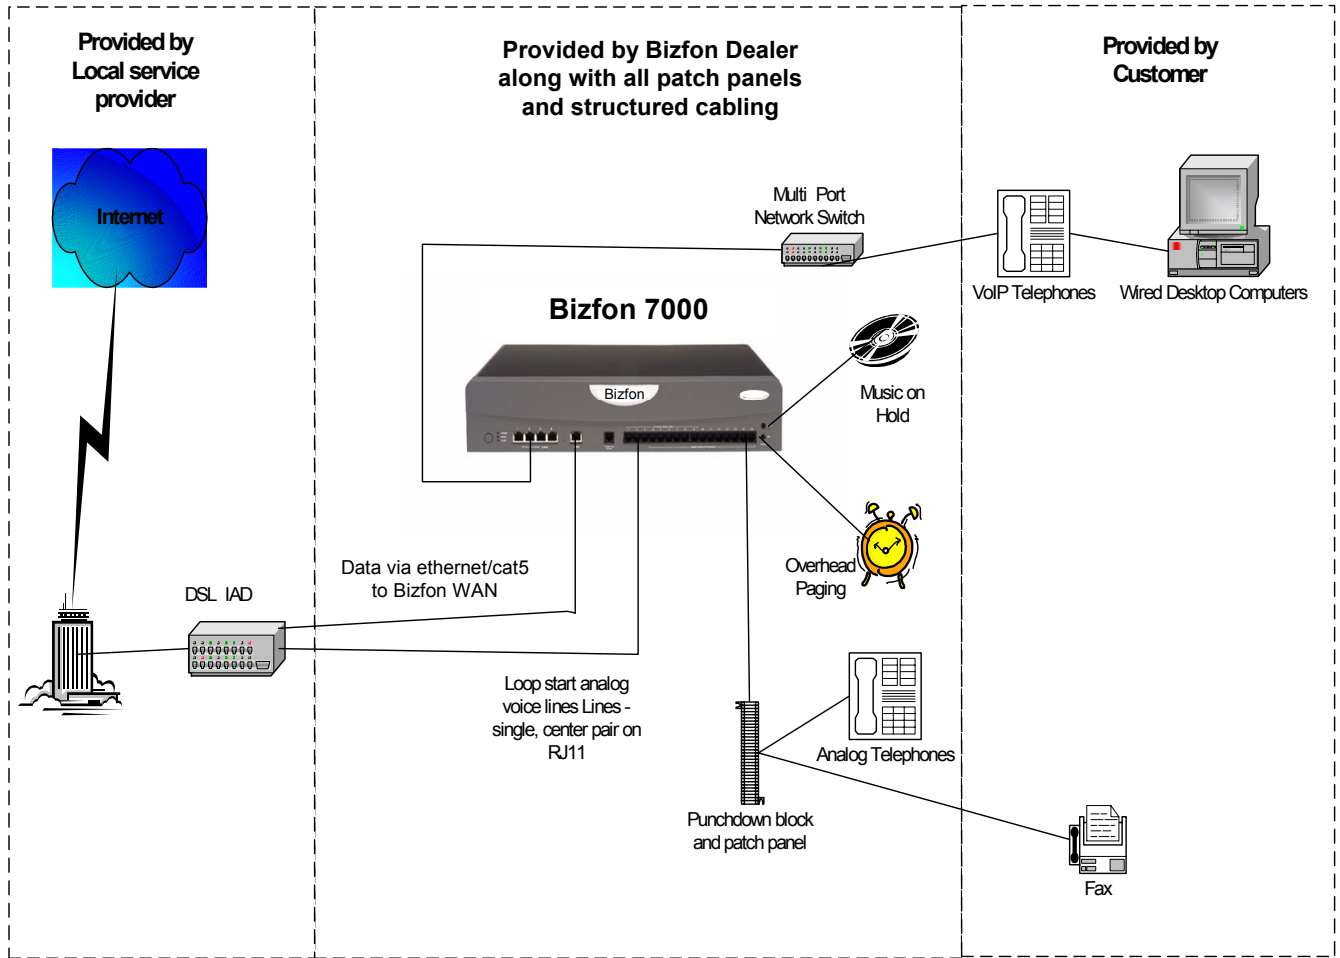 Provided by
Local service
provider
Provided by Bizfon Dealer
along with all patch panels
and structured cabling
Provided by
Customer
Internet
Multi Port
Network Switch
VoIP Telephones
Wired Desktop Computers
Bizfon 7000
Bizfon
Music on
Hold
Overhead
Paging
Data via ethernet/cat5
to Bizfon WAN
DSL IAD
Loop start analog
voice lines Lines -
single, center pair on
RJ11
Analog Telephones
Punchdown block
and patch panel
Fax